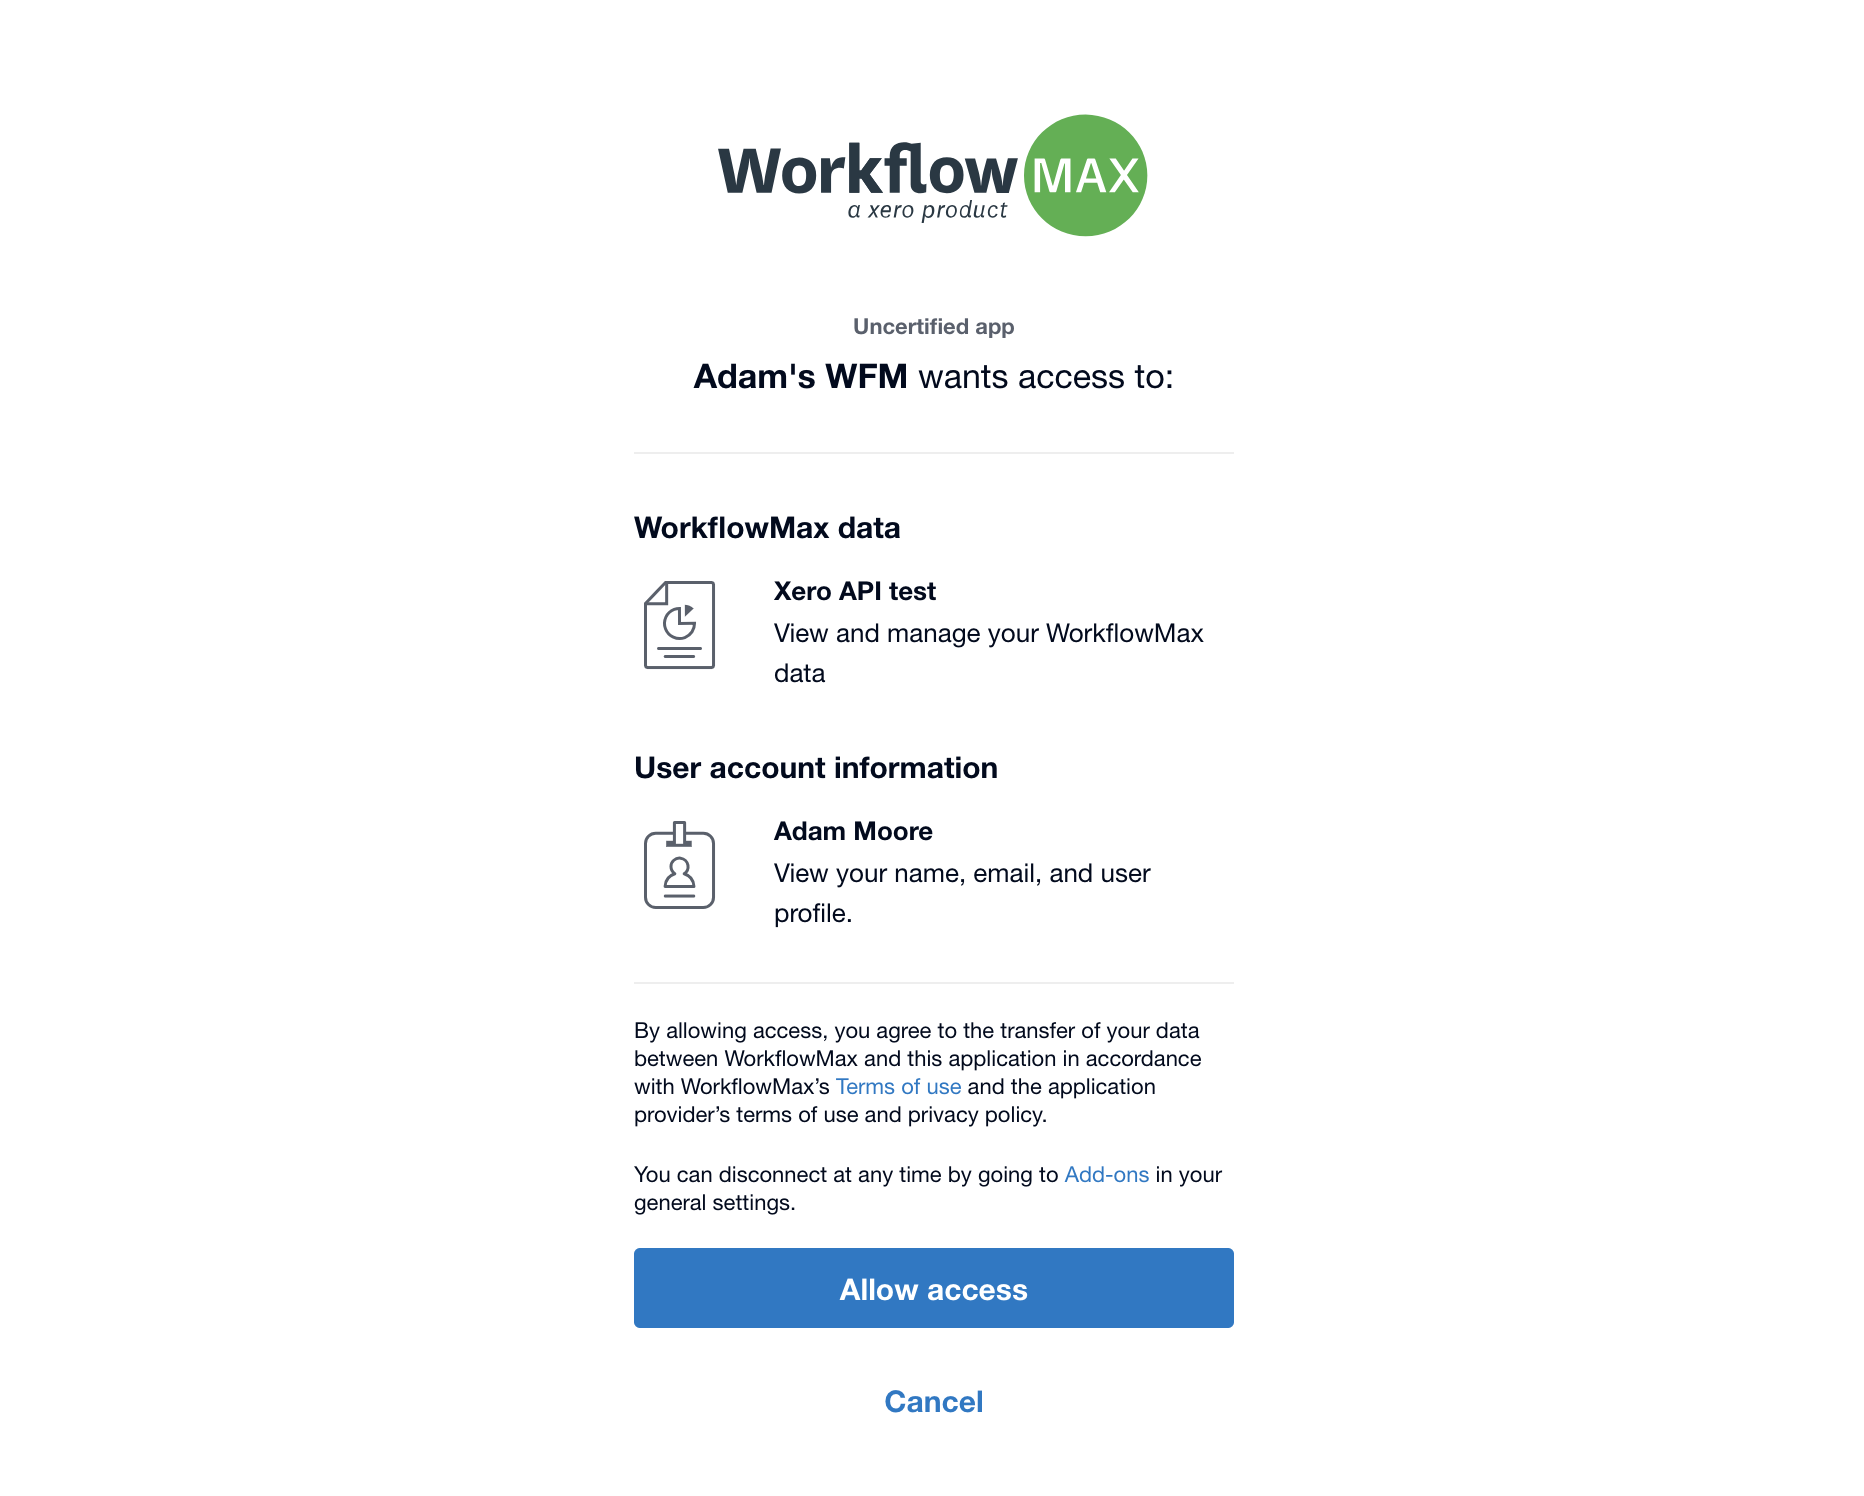 Workflow MAX
a xero product
Uncertified app
Adam's WFM wants access to:
WorkflowMax data
Xero API test
View and manage your WorkflowMax
data
User account information
Adam Moore
View your name, email, and user
profile.
By allowing access, you agree to the transfer of your data
between WorkflowMax and this application in accordance
with WorkflowMax’s Terms of use and the application
provider’s terms of use and privacy policy.
You can disconnect at any time by going to Add-ons in your
general settings.
Allow access
Cancel